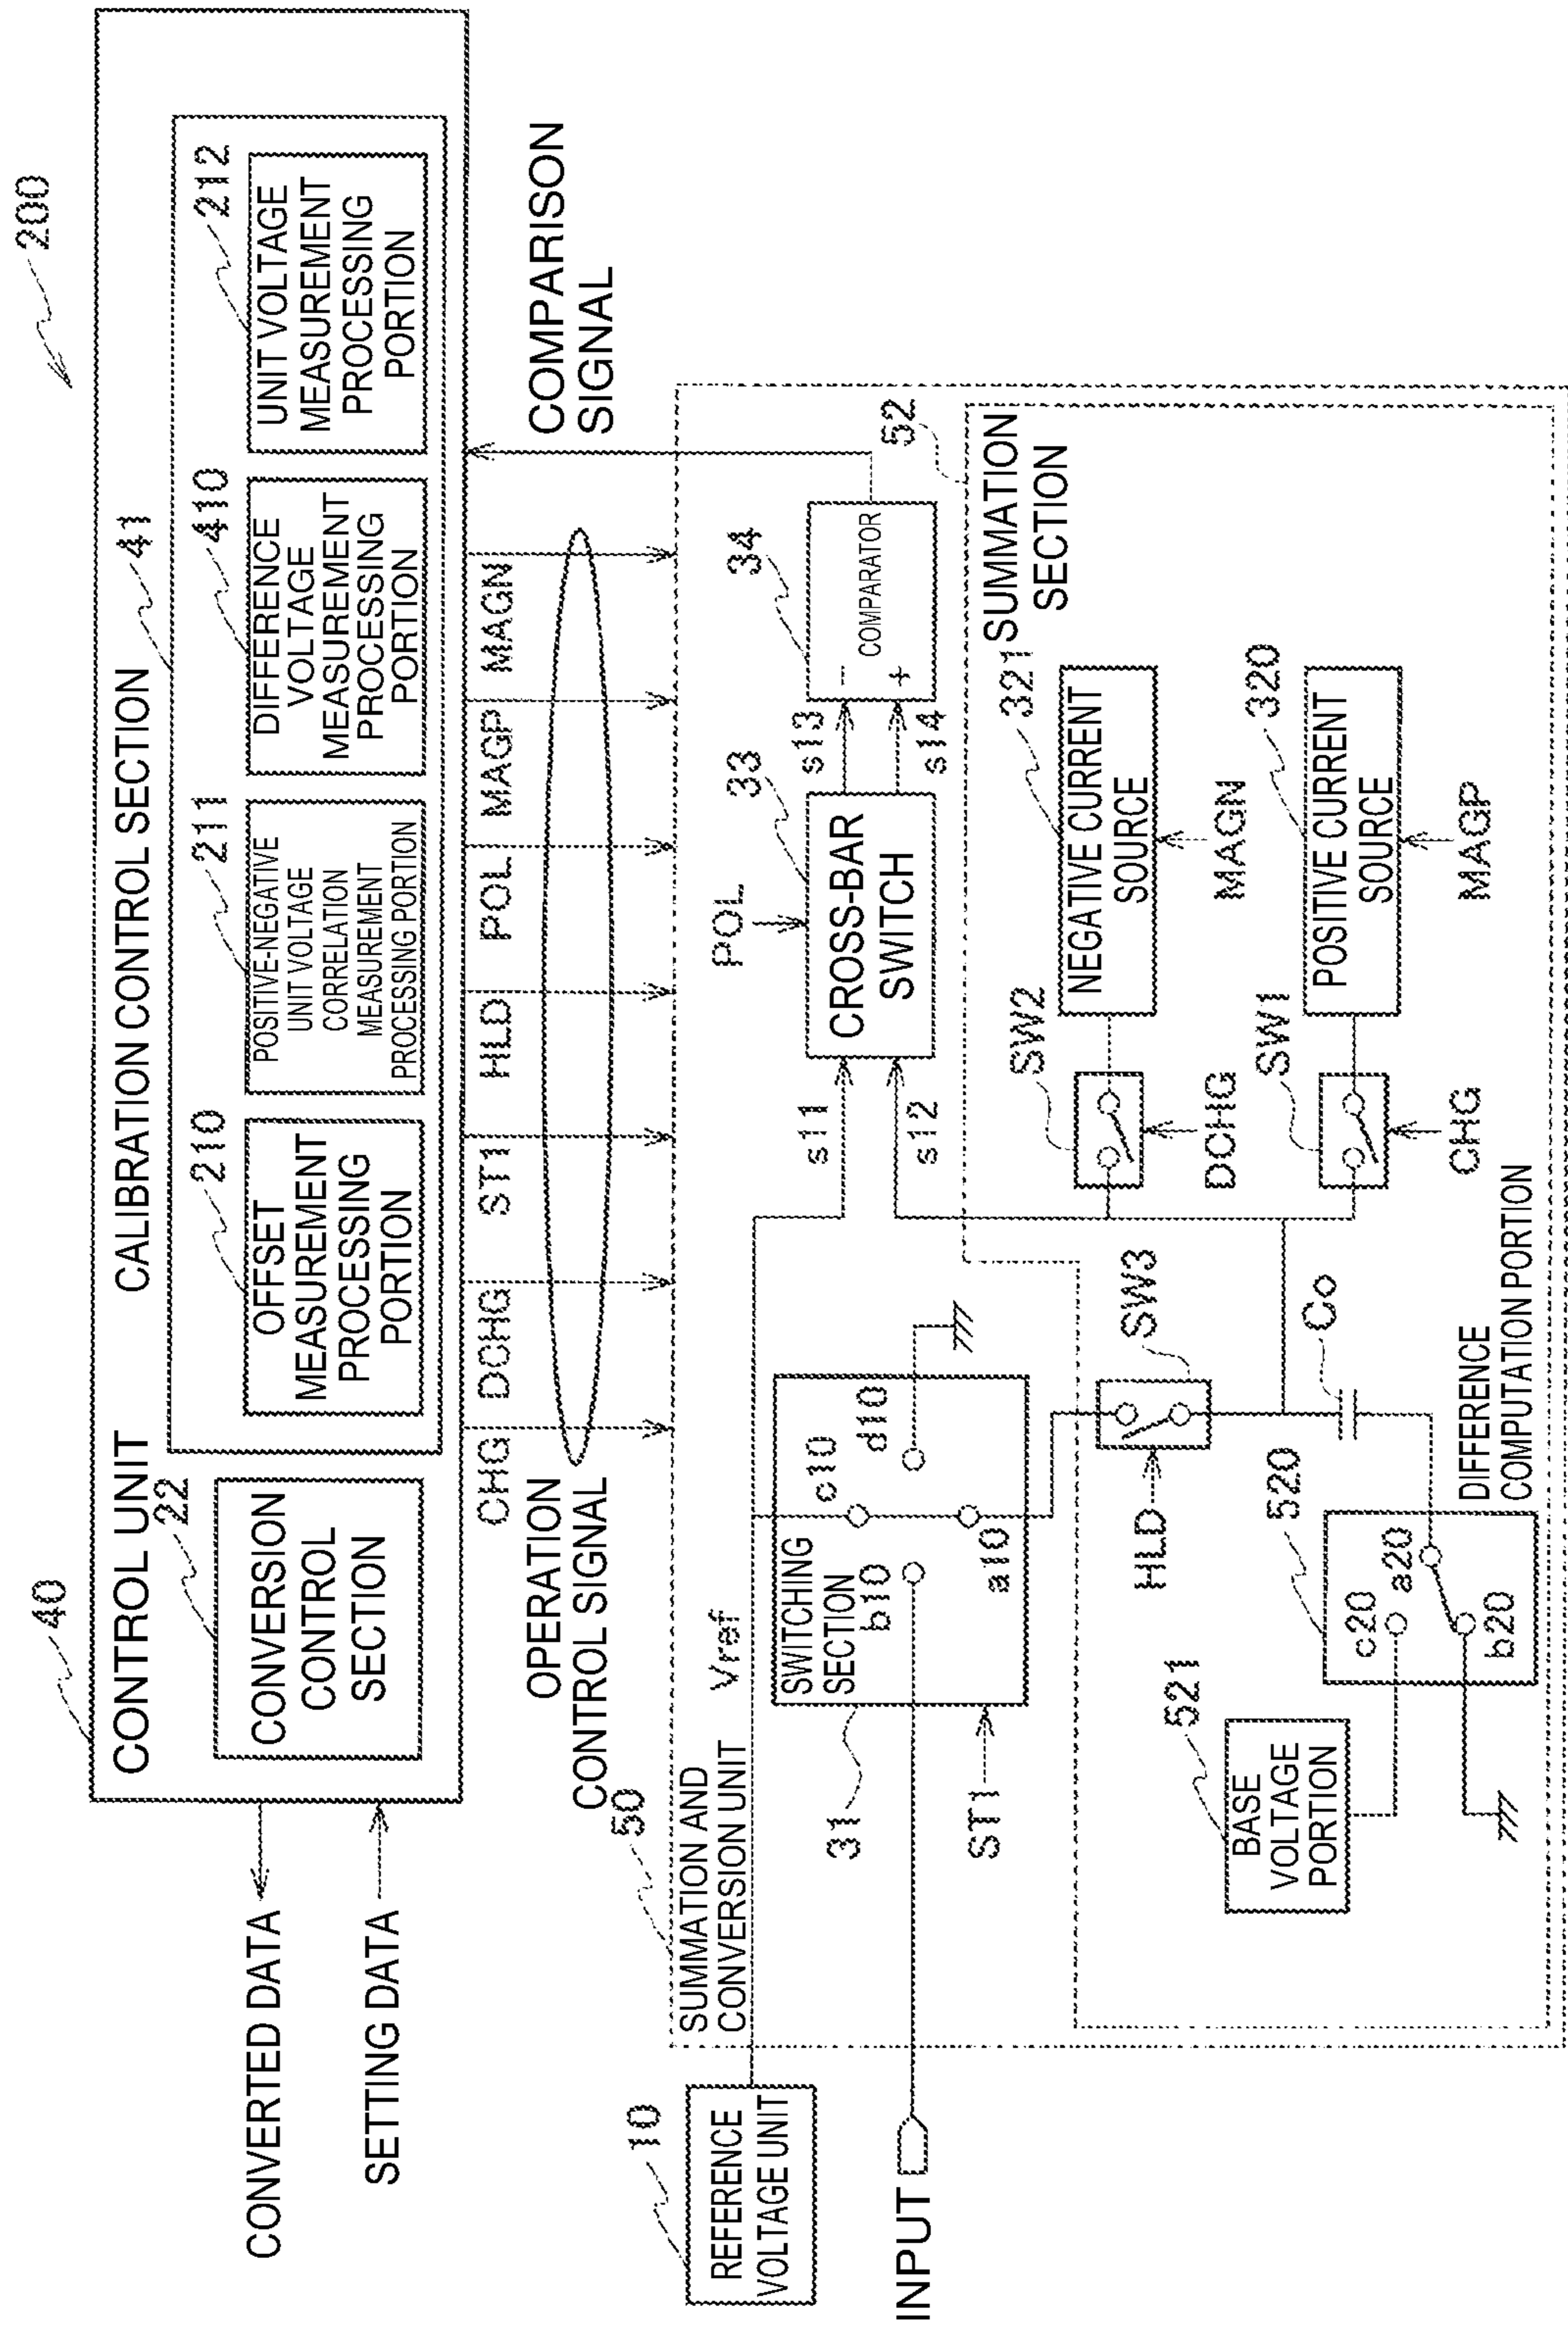 200
40
CONTROL UNIT
CALIBRATION CONTROL SECTION
41
22
CONVERSION
CONTROL
SECTION
210
OFFSET
MEASUREMENT
PROCESSING
PORTION
211
POSITIVE-NEGATIVE
UNIT VOLTAGE
CORRELATION
MEASUREMENT
PROCESSING PORTION
410
DIFFERENCE
VOLTAGE
MEASUREMENT
PROCESSING
PORTION
212
UNIT VOLTAGE
MEASUREMENT
PROCESSING
PORTION
CONVERTED DATA
SETTING DATA
CHG
DCHG
ST1
HLD
POL
MAGP
MAGN
OPERATION
CONTROL SIGNAL
COMPARISON
SIGNAL
50
SUMMATION AND
CONVERSION UNIT
10
REFERENCE
VOLTAGE UNIT
Vref
INPUT
SWITCHING
SECTION
b10
c10
d10
a10
31
ST1
s11
s12
POL
33
CROSS-BAR
SWITCH
s13
s14
34
−
+
COMPARATOR
52
SUMMATION
SECTION
SW3
HLD
SW2
DCHG
321
NEGATIVE CURRENT
SOURCE
MAGN
SW1
CHG
320
POSITIVE CURRENT
SOURCE
MAGP
Co
521
BASE
VOLTAGE
PORTION
520
c20
a20
b20
DIFFERENCE
COMPUTATION PORTION